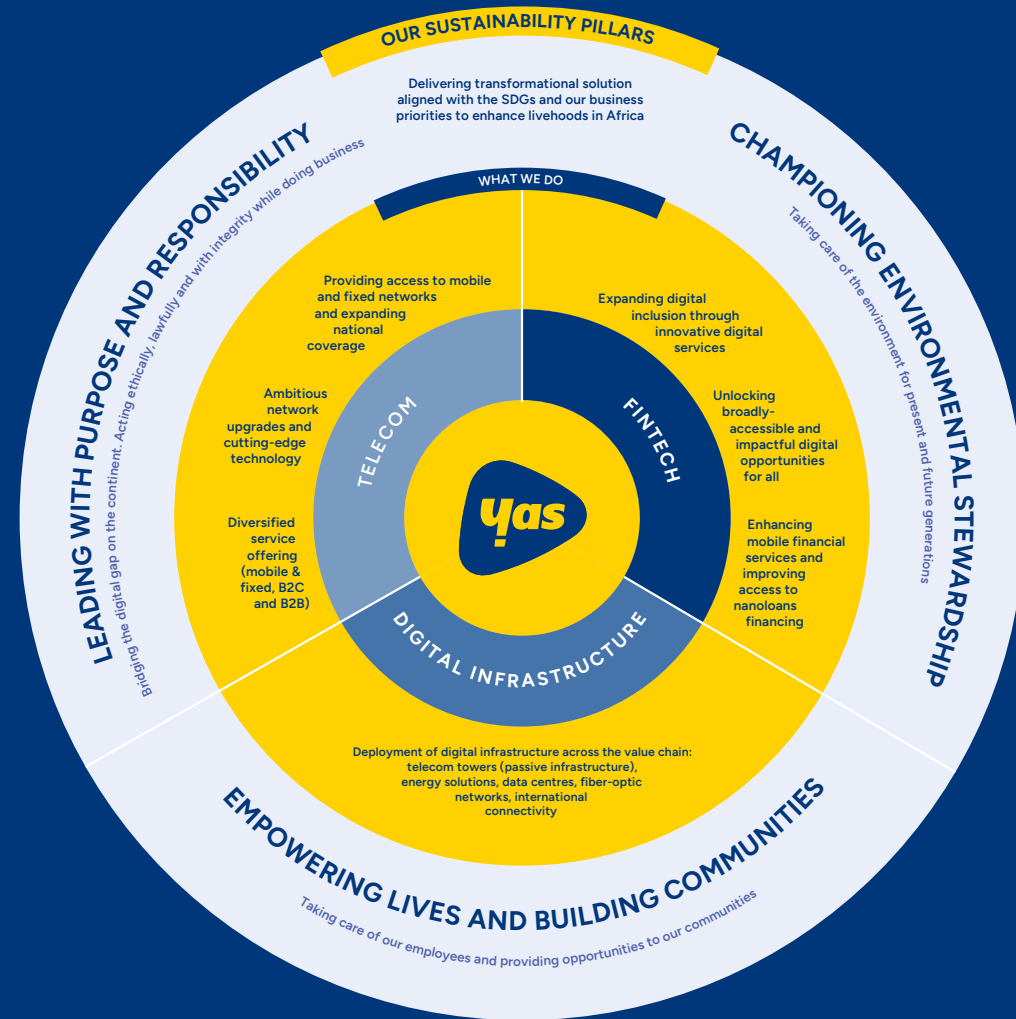 OUR SUSTAINABILITY PILLARS
Delivering transformational solution
aligned with the SDGs and our business
priorities to enhance livehoods in Africa
LEADING WITH PURPOSE AND RESPONSIBILITY
Bridging the digital gap on the continent. Acting ethically, lawfully and with integrity while doing business
CHAMPIONING ENVIRONMENTAL STEWARDSHIP
Taking care of the environment for present and future generations
WHAT WE DO
Providing access to mobile
and fixed networks
and expanding
national
coverage
Ambitious
network
upgrades and
cutting-edge
technology
Diversified
service
offering
(mobile &
fixed, B2C
and B2B)
TELECOM
Expanding digital
inclusion through
innovative digital
services
Unlocking
broadly-
accessible and
impactful digital
opportunities
for all
Enhancing
mobile financial
services and
improving
access to
nanoloans
financing
FINTECH
yas
DIGITAL INFRASTRUCTURE
Deployment of digital infrastructure across the value chain:
telecom towers (passive infrastructure),
energy solutions, data centres, fiber-optic
networks, international
connectivity
EMPOWERING LIVES AND BUILDING COMMUNITIES
Taking care of our employees and providing opportunities to our communities